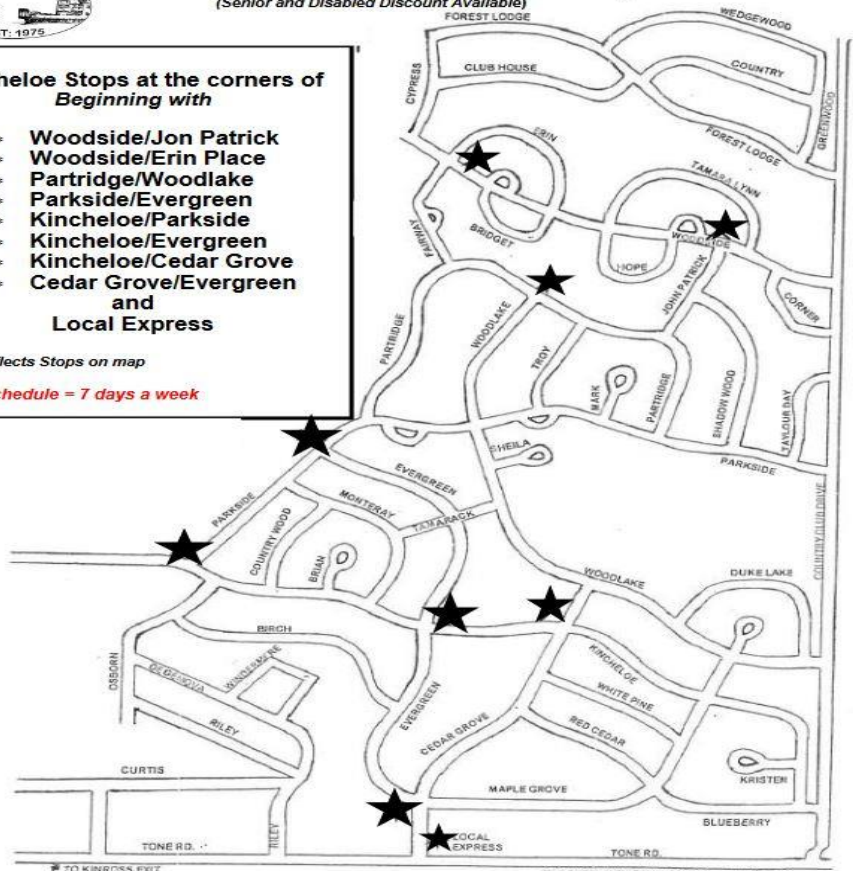 (Senior and Disabled Discount Available)
T: 1975
heloe Stops at the corners of
Beginning with
Woodside/Jon Patrick
Woodside/Erin Place
Partridge/Woodlake
Parkside/Evergreen
Kincheloe/Parkside
Kincheloe/Evergreen
Kincheloe/Cedar Grove
Cedar Grove/Evergreen
and
Local Express
lects Stops on map
hedule = 7 days a week
FOREST LODGE
WEDGEWOOD
CLUB HOUSE
COUNTRY
CYPRESS
GREENWOOD
ERIN
FOREST LODGE
TAMARA LYNN
FAIRWAY
BRIDGET
WOODSIDE
HOPE
JOHN PATRICK
CORNER
PARTRIDGE
WOODLAKE
TROY
MARK
PARTRIDGE
SHADOW WOOD
TAYLOUR DAY
SHEILA
PARKSIDE
EVERGREEN
MONTERAY
PARKSIDE
TAMARACK
COUNTRY WOOD
BRIAN
COUNTRY CLUB DRIVE
WOODLAKE
DUKE LAKE
BIRCH
OSBORN
DEGENOVA
WINDERMERE
KINCHELOE
WHITE PINE
EVERGREEN
CEDAR GROVE
RED CEDAR
RILEY
CURTIS
MAPLE GROVE
KRISTEN
BLUEBERRY
RILEY
LOCAL
EXPRESS
TONE RD.
TONE RD.
TO KINROSS EXIT